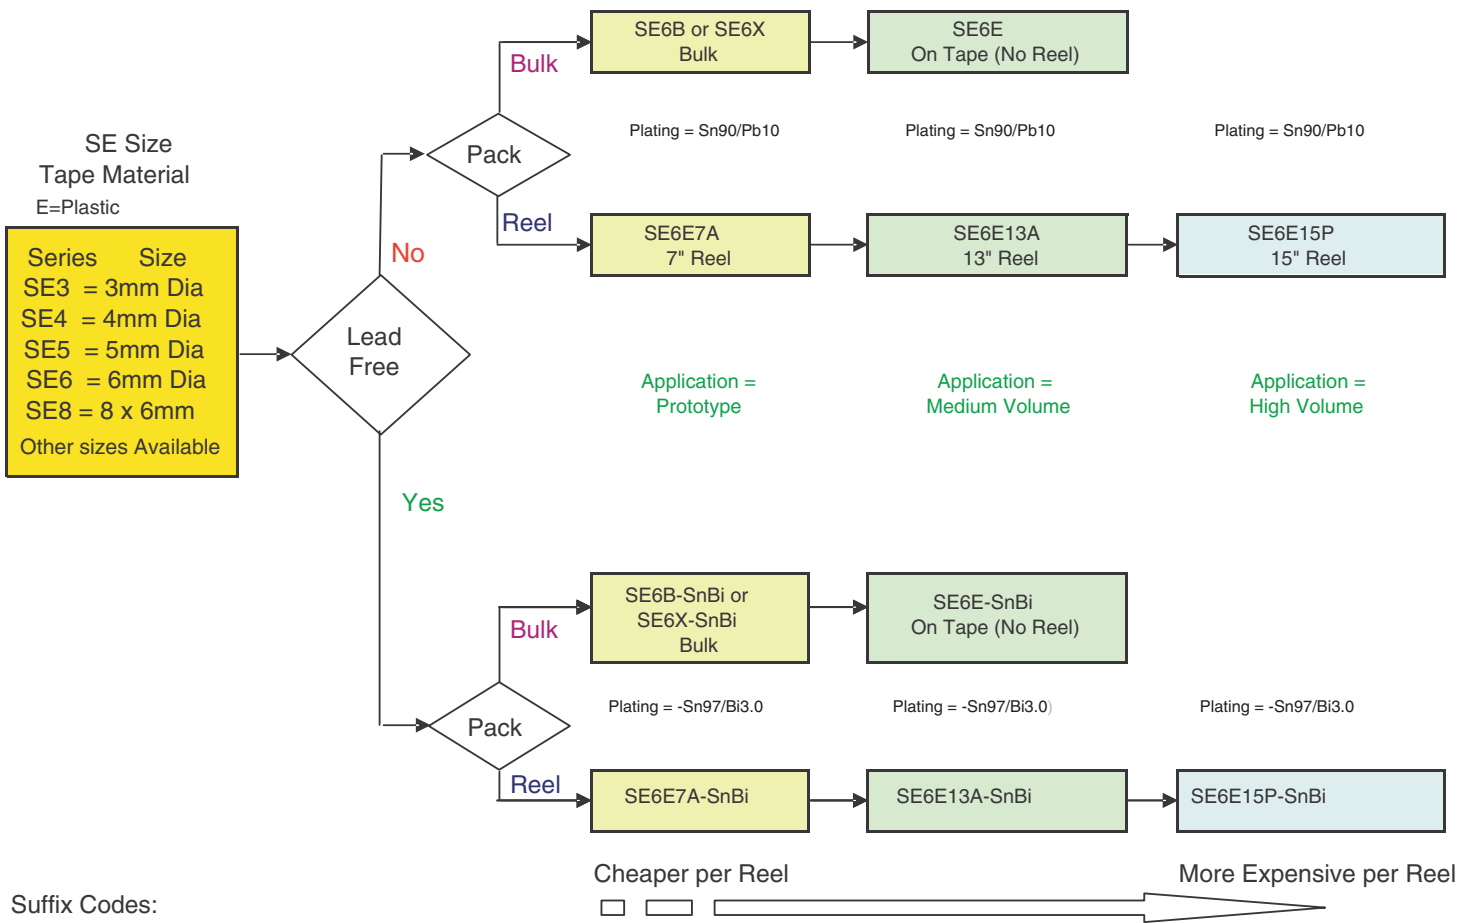 SE Size
Tape Material
E=Plastic
Series Size
SE3 = 3mm Dia
SE4 = 4mm Dia
SE5 = 5mm Dia
SE6 = 6mm Dia
SE8 = 8 x 6mm
Other sizes Available
Lead
Free
No
Yes
Pack
Bulk
Reel
SE6B or SE6X
Bulk
SE6E
On Tape (No Reel)
Plating = Sn90/Pb10
Plating = Sn90/Pb10
Plating = Sn90/Pb10
SE6E7A
7" Reel
SE6E13A
13" Reel
SE6E15P
15" Reel
Application =
Prototype
Application =
Medium Volume
Application =
High Volume
Pack
Bulk
Reel
SE6B-SnBi or
SE6X-SnBi
Bulk
SE6E-SnBi
On Tape (No Reel)
Plating = -Sn97/Bi3.0
Plating = -Sn97/Bi3.0)
Plating = -Sn97/Bi3.0
SE6E7A-SnBi
SE6E13A-SnBi
SE6E15P-SnBi
Cheaper per Reel
More Expensive per Reel
Suffix Codes: